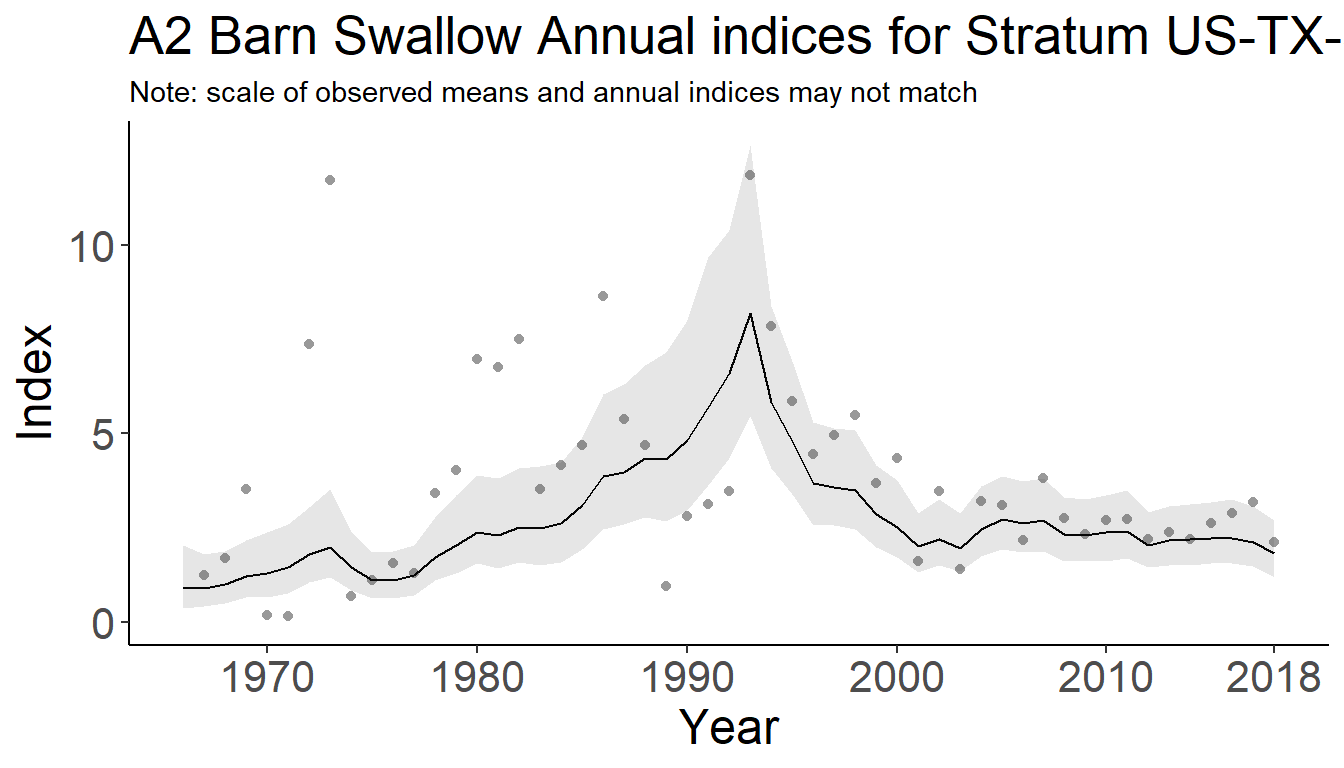 A2 Barn Swallow Annual indices for Stratum US-TX-
Note: scale of observed means and annual indices may not match
Index
10
5
0
1970 1980 1990 2000 2010 2018
Year